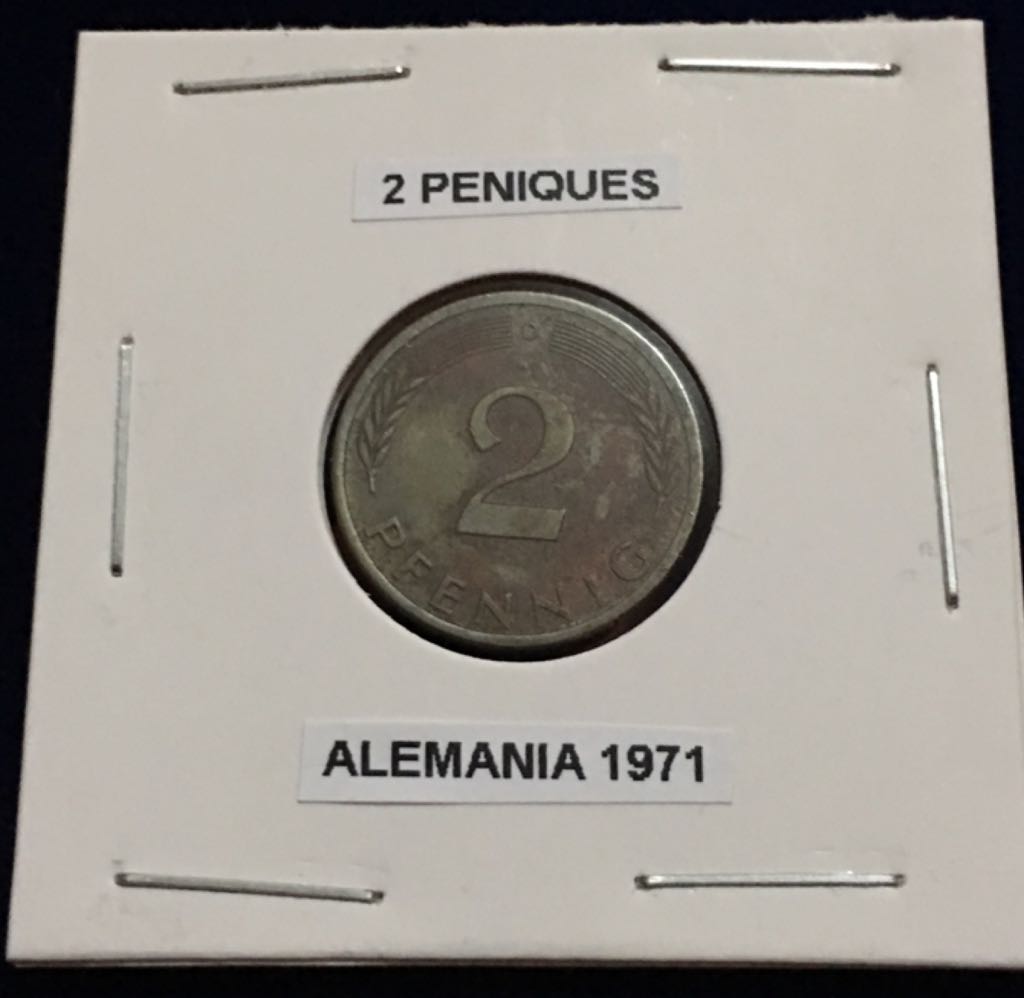 2 PENIQUES
2
PFENNIG
ALEMANIA 1971